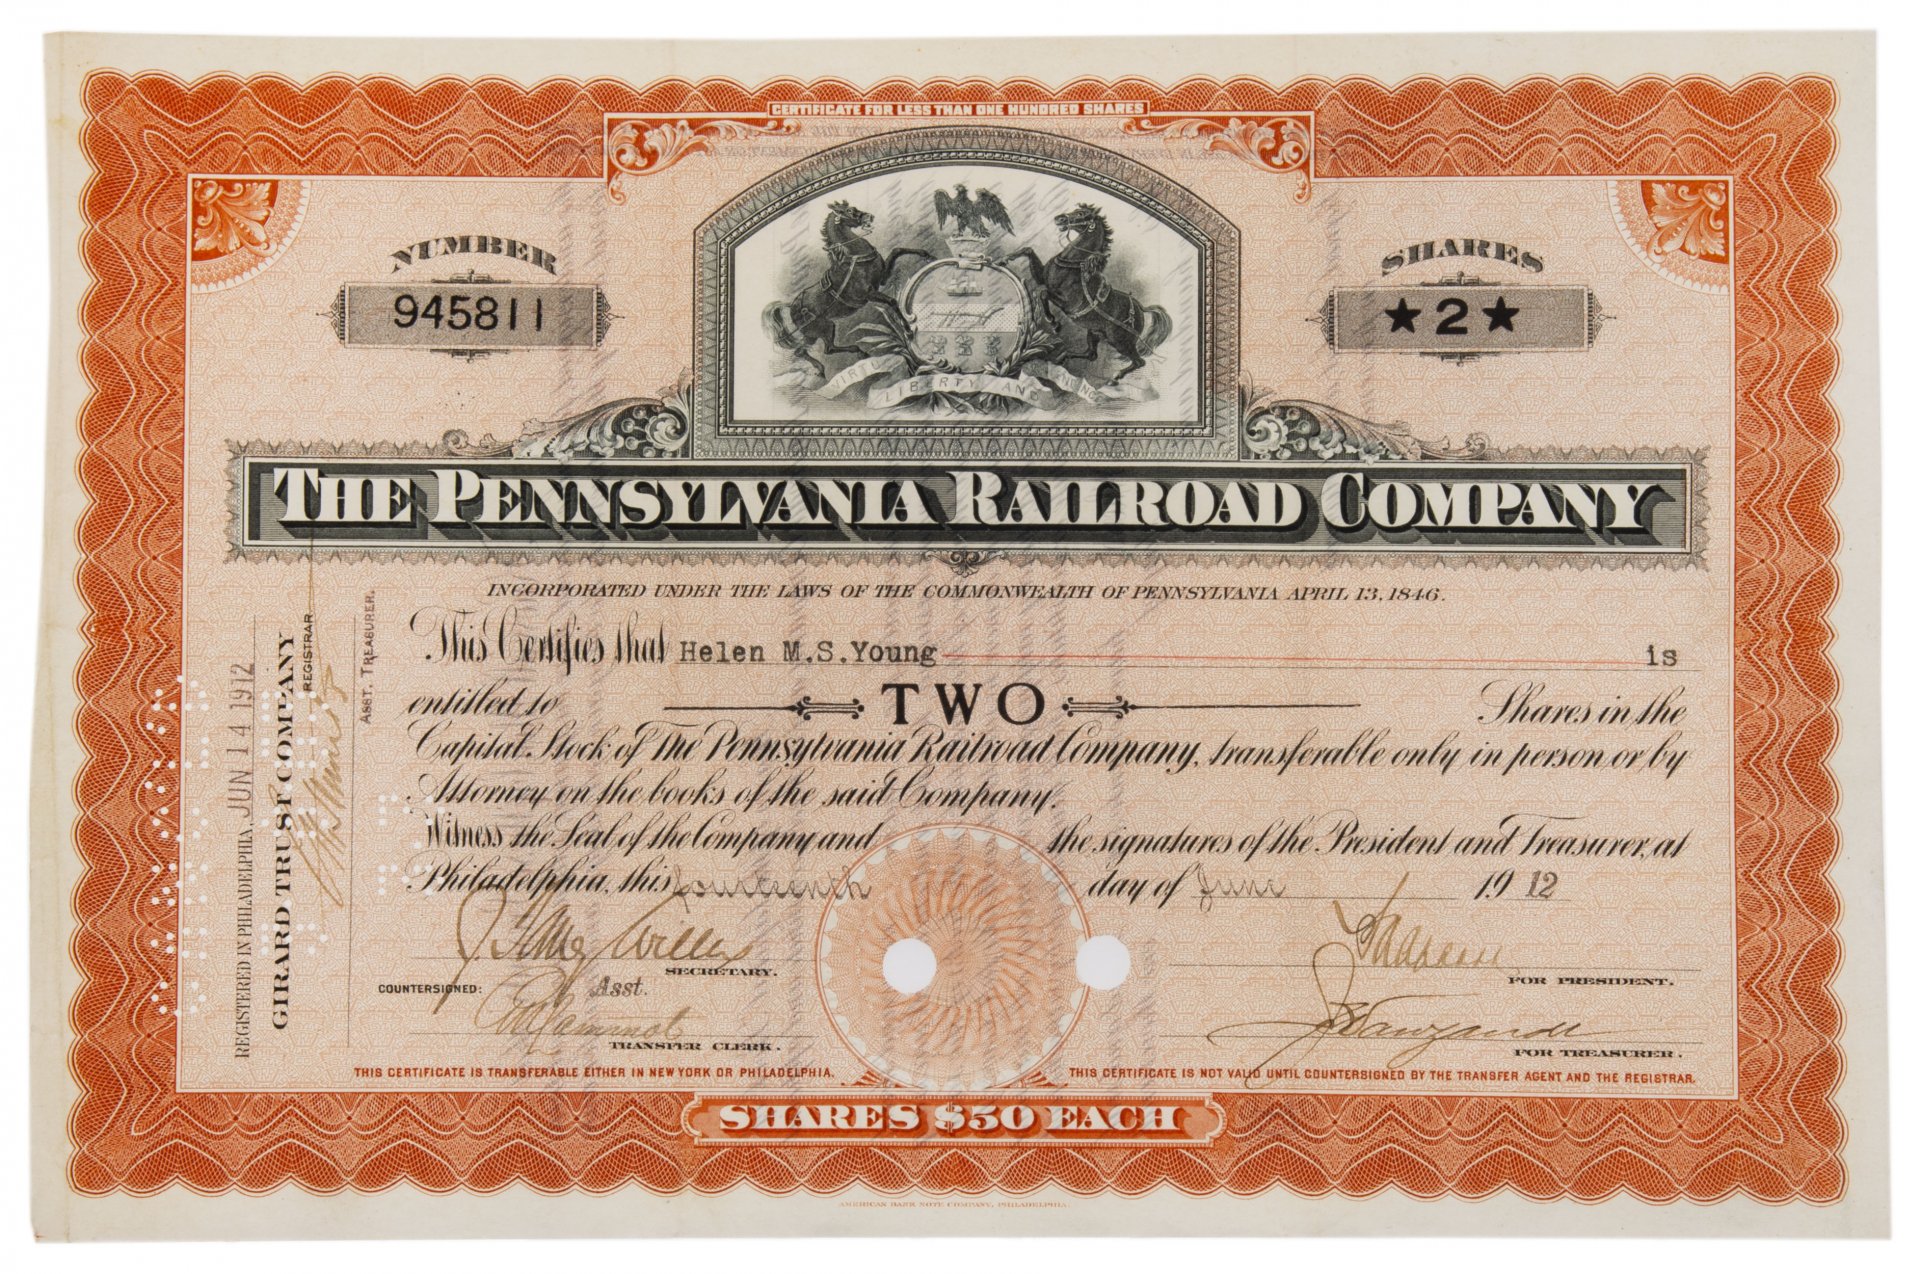 CERTIFICATE FOR LESS THAN ONE HUNDRED SHARES
NUMBER
945811
SHARES
★2★
VIRTUE LIBERTY AND
THE PENNSYLVANIA RAILROAD COMPANY
INCORPORATED UNDER THE LAWS OF THE COMMONWEALTH OF PENNSYLVANIA APRIL 13, 1846.
This Certifies that Helen M.S.Young is
entitled to TWO Shares in the
Capital Stock of The Pennsylvania Railroad Company, transferable only in person or by
Attorney on the books of the said Company.
Witness the Seal of the Company and the signatures of the President and Treasurer, at
Philadelphia, this fourteenth day of June 1912
SECRETARY.
Asst.
FOR PRESIDENT.
COUNTERSIGNED:
TRANSFER CLERK.
FOR TREASURER.
THIS CERTIFICATE IS TRANSFERABLE EITHER IN NEW YORK OR PHILADELPHIA.
THIS CERTIFICATE IS NOT VALID UNTIL COUNTERSIGNED BY THE TRANSFER AGENT AND THE REGISTRAR.
SHARES $50 EACH
AMERICAN BANK NOTE COMPANY, PHILADELPHIA.
REGISTERED IN PHILADELPHIA, JUN 14 1912
GIRARD TRUST COMPANY
REGISTRAR
ASST. TREASURER.